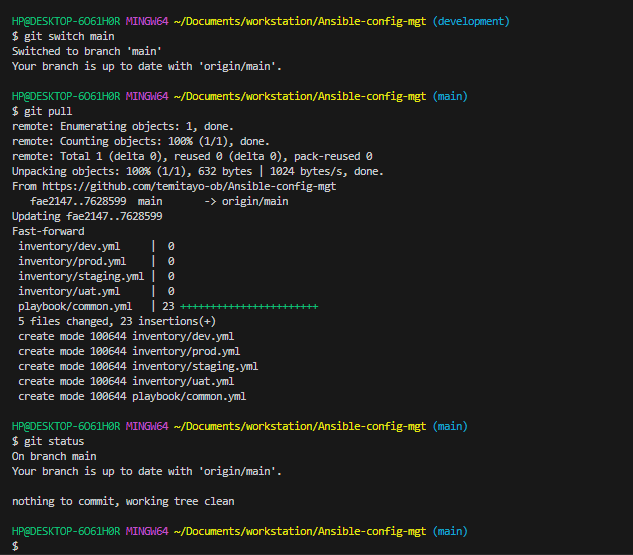 HP@DESKTOP-6O61H0R MINGW64 ~/Documents/workstation/Ansible-config-mgt (development)
$ git switch main
Switched to branch 'main'
Your branch is up to date with 'origin/main'.
HP@DESKTOP-6O61H0R MINGW64 ~/Documents/workstation/Ansible-config-mgt (main)
$ git pull
remote: Enumerating objects: 1, done.
remote: Counting objects: 100% (1/1), done.
remote: Total 1 (delta 0), reused 0 (delta 0), pack-reused 0
Unpacking objects: 100% (1/1), 632 bytes | 1024 bytes/s, done.
From https://github.com/temitayo-ob/Ansible-config-mgt
   fae2147..7628599  main       -> origin/main
Updating fae2147..7628599
Fast-forward
 inventory/dev.yml     |  0
 inventory/prod.yml    |  0
 inventory/staging.yml |  0
 inventory/uat.yml     |  0
 playbook/common.yml   | 23 +++++++++++++++++++++++
 5 files changed, 23 insertions(+)
 create mode 100644 inventory/dev.yml
 create mode 100644 inventory/prod.yml
 create mode 100644 inventory/staging.yml
 create mode 100644 inventory/uat.yml
 create mode 100644 playbook/common.yml
HP@DESKTOP-6O61H0R MINGW64 ~/Documents/workstation/Ansible-config-mgt (main)
$ git status
On branch main
Your branch is up to date with 'origin/main'.
nothing to commit, working tree clean
HP@DESKTOP-6O61H0R MINGW64 ~/Documents/workstation/Ansible-config-mgt (main)
$